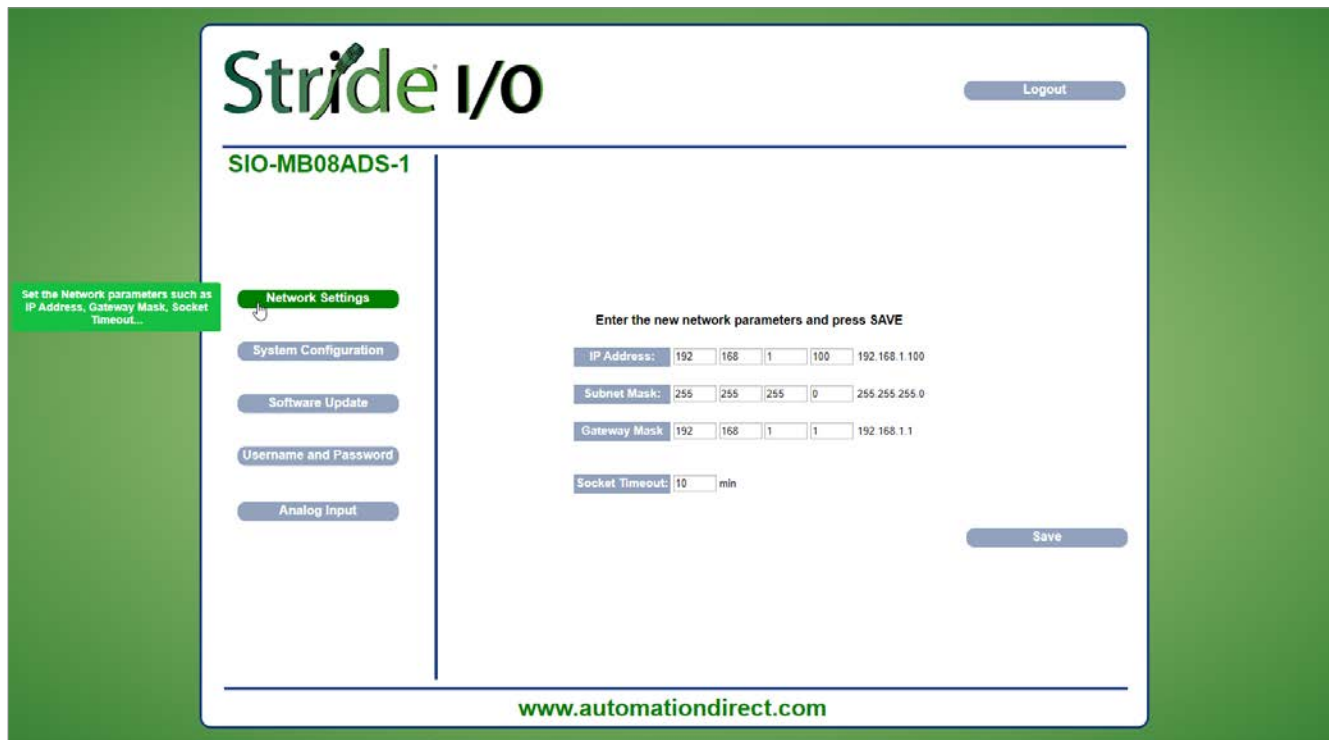 Stride I/O
Logout
SIO-MB08ADS-1
Set the Network parameters such as
IP Address, Gateway Mask, Socket
Timeout...
Network Settings
System Configuration
Software Update
Username and Password
Analog Input
Enter the new network parameters and press SAVE
IP Address: 192 168 1 100 192.168.1.100
Subnet Mask: 255 255 255 0 255.255.255.0
Gateway Mask 192 168 1 1 192.168.1.1
Socket Timeout: 10 min
Save
www.automationdirect.com